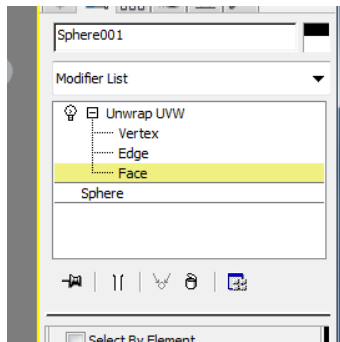 Sphere001
Modifier List
Unwrap UVW
Vertex
Edge
Face
Sphere
Select By Element